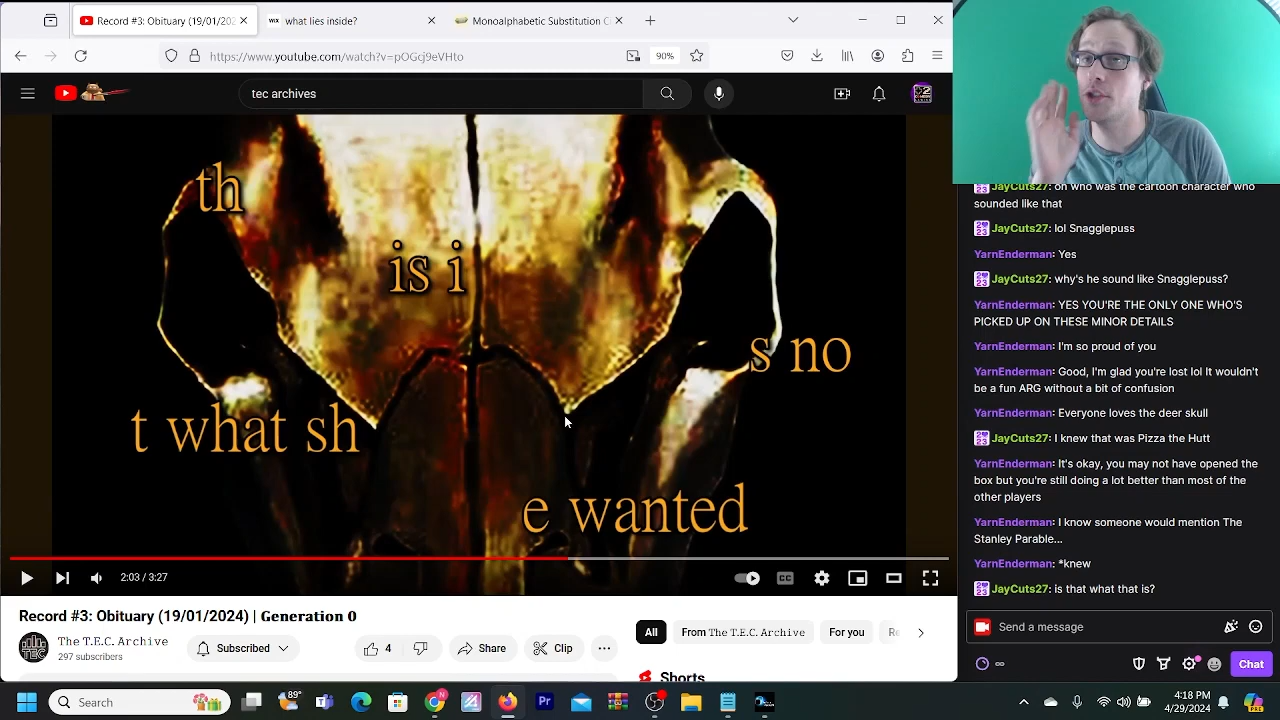 Record #3: Obituary (19/01/202
what lies inside?
Monoalphabetic Substitution C
https://www.youtube.com/watch?v=pOGcj9eVHto
90%
tec archives
th
is i
s no
t what sh
e wanted
2:03 / 3:27
Record #3: Obituary (19/01/2024) | Generation 0
The T.E.C. Archive
297 subscribers
Subscribed
4
Share
Clip
All
From The T.E.C. Archive
For you
Re
Shorts
JayCuts27: oh who was the cartoon character who
sounded like that
JayCuts27: lol Snagglepuss
YarnEnderman: Yes
JayCuts27: why's he sound like Snagglepuss?
YarnEnderman: YES YOU'RE THE ONLY ONE WHO'S
PICKED UP ON THESE MINOR DETAILS
YarnEnderman: I'm so proud of you
YarnEnderman: Good, I'm glad you're lost lol It wouldn't
be a fun ARG without a bit of confusion
YarnEnderman: Everyone loves the deer skull
JayCuts27: I knew that was Pizza the Hutt
YarnEnderman: It's okay, you may not have opened the
box but you're still doing a lot better than most of the
other players
YarnEnderman: I know someone would mention The
Stanley Parable...
YarnEnderman: *knew
JayCuts27: is that what that is?
Send a message
Chat
Search
89°
4:18 PM
4/29/2024